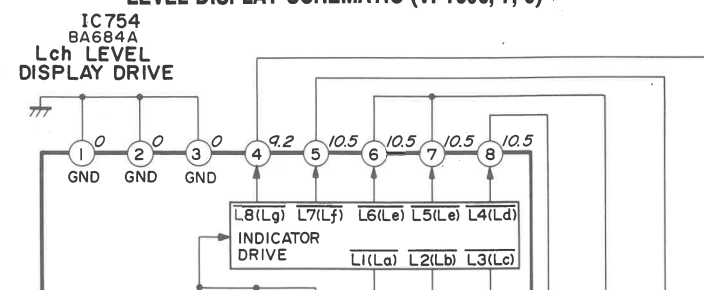 IC754
BA684A
Lch LEVEL
DISPLAY DRIVE
0 0 0 9.2 10.5 10.5 10.5 10.5
1 2 3 4 5 6 7 8
GND GND GND
L8(Lg) L7(Lf) L6(Le) L5(Le) L4(Ld)
INDICATOR
DRIVE
L1(La) L2(Lb) L3(Lc)